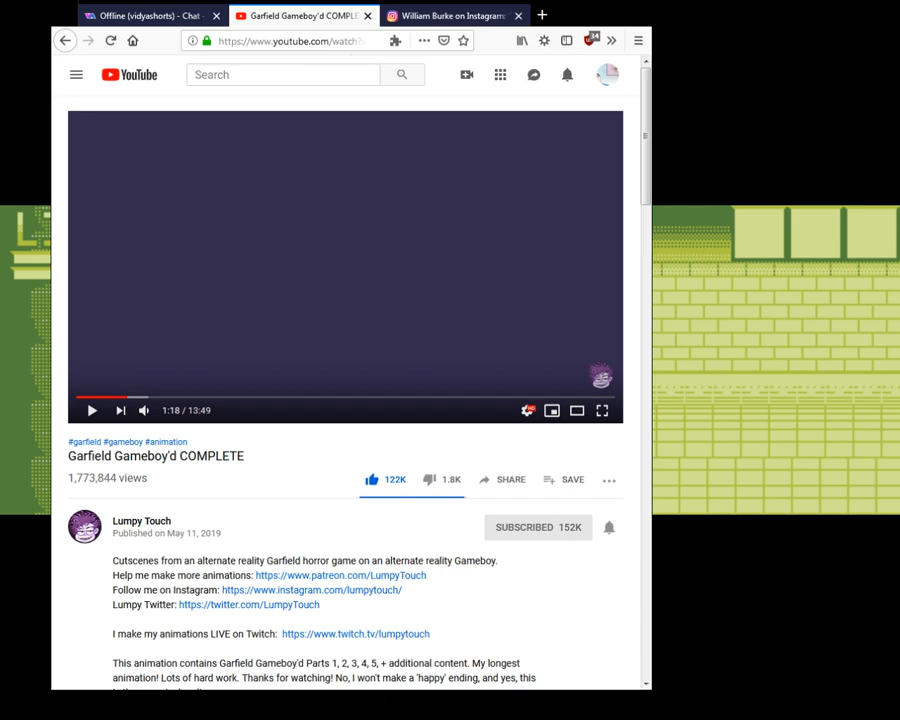 Offline (vidyashorts) - Chat -
Garfield Gameboy'd COMPLE
William Burke on Instagram:
https://www.youtube.com/watch?
34
YouTube
Search
1:18 / 13:49
HD
#garfield #gameboy #animation
Garfield Gameboy'd COMPLETE
1,773,844 views
122K
1.8K
SHARE
SAVE
Lumpy Touch
Published on May 11, 2019
SUBSCRIBED 152K
Cutscenes from an alternate reality Garfield horror game on an alternate reality Gameboy.
Help me make more animations: https://www.patreon.com/LumpyTouch
Follow me on Instagram: https://www.instagram.com/lumpytouch/
Lumpy Twitter: https://twitter.com/LumpyTouch
I make my animations LIVE on Twitch: https://www.twitch.tv/lumpytouch
This animation contains Garfield Gameboy'd Parts 1, 2, 3, 4, 5, + additional content. My longest
animation! Lots of hard work. Thanks for watching! No, I won't make a 'happy' ending, and yes, this